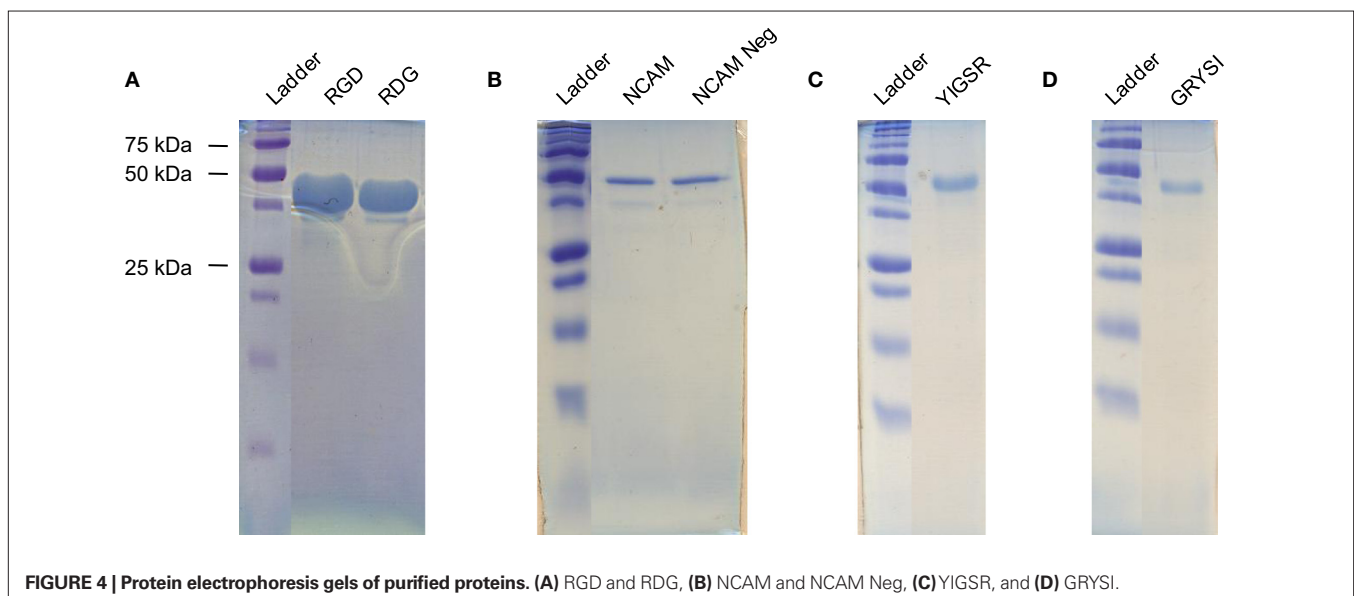 A
Ladder
RGD
RDG
B
Ladder
NCAM
NCAM Neg
C
Ladder
YIGSR
D
Ladder
GRYSI
75 kDa
50 kDa
25 kDa
FIGURE 4 | Protein electrophoresis gels of purified proteins. (A) RGD and RDG, (B) NCAM and NCAM Neg, (C) YIGSR, and (D) GRYSI.